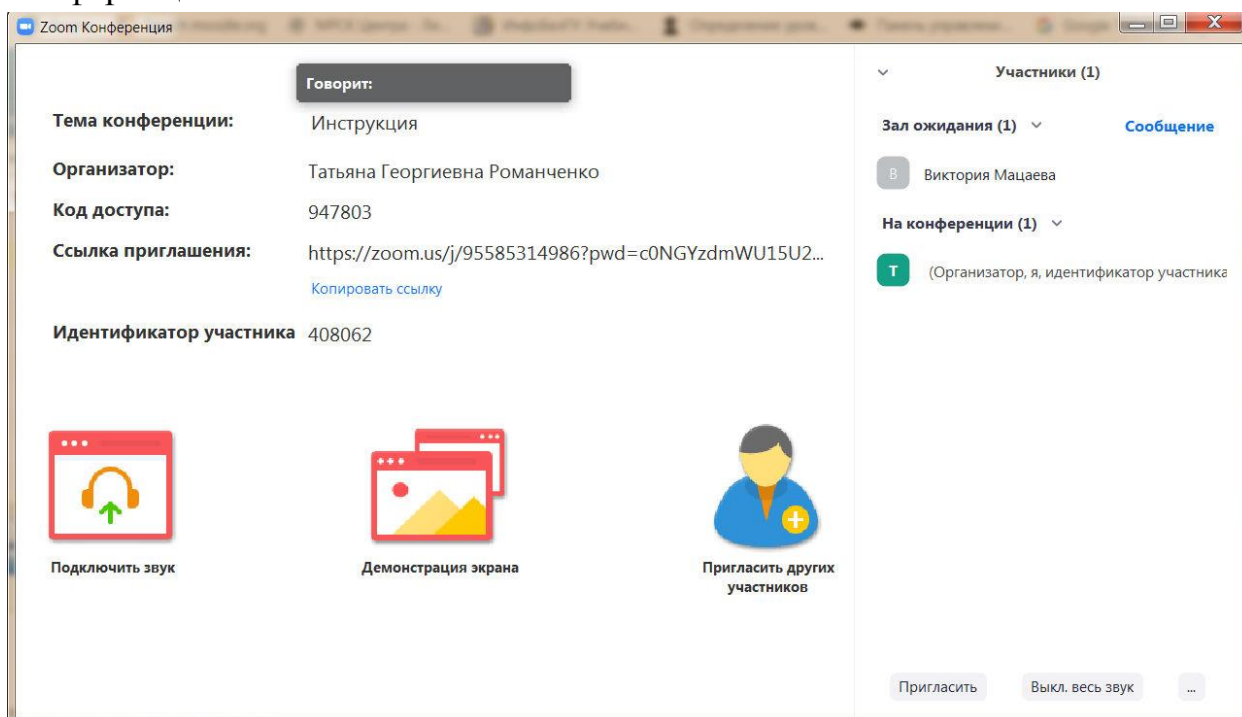 Zoom Конференция
Говорит:
Тема конференции: Инструкция
Организатор: Татьяна Георгиевна Романченко
Код доступа: 947803
Ссылка приглашения: https://zoom.us/j/95585314986?pwd=c0NGYzdmWU15U2...
Копировать ссылку
Идентификатор участника 408062
Подключить звук
Демонстрация экрана
Пригласить других
участников
Участники (1)
Зал ожидания (1) Сообщение
В Виктория Мацаева
На конференции (1)
Т (Организатор, я, идентификатор участника
Пригласить Выкл. весь звук ...